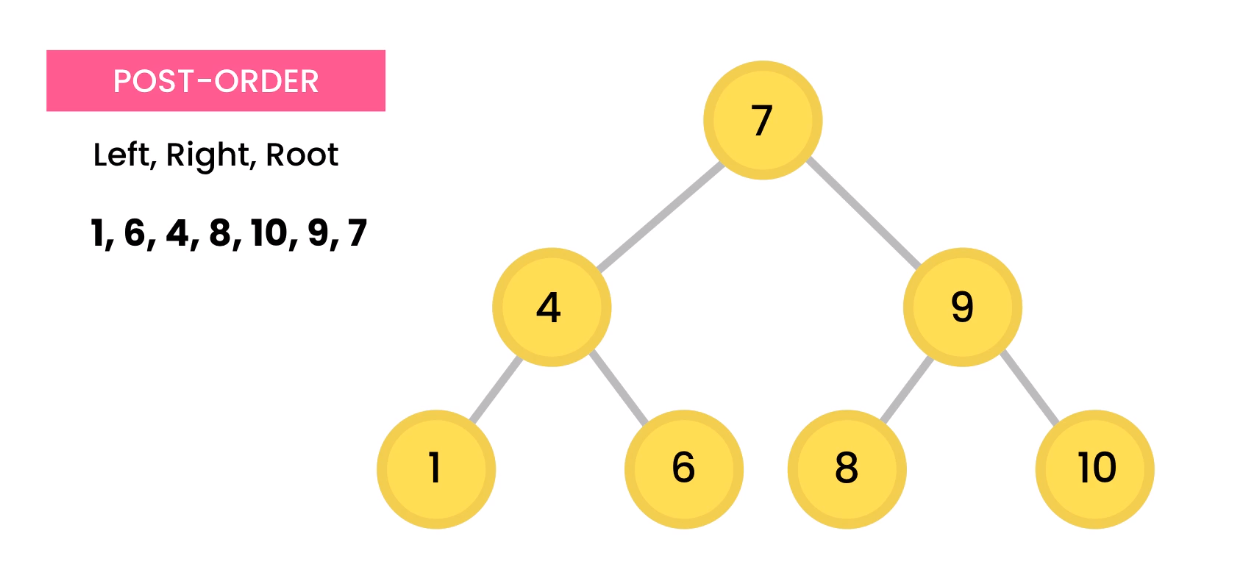 POST-ORDER
Left, Right, Root
1, 6, 4, 8, 10, 9, 7
7
4
9
1
6
8
10